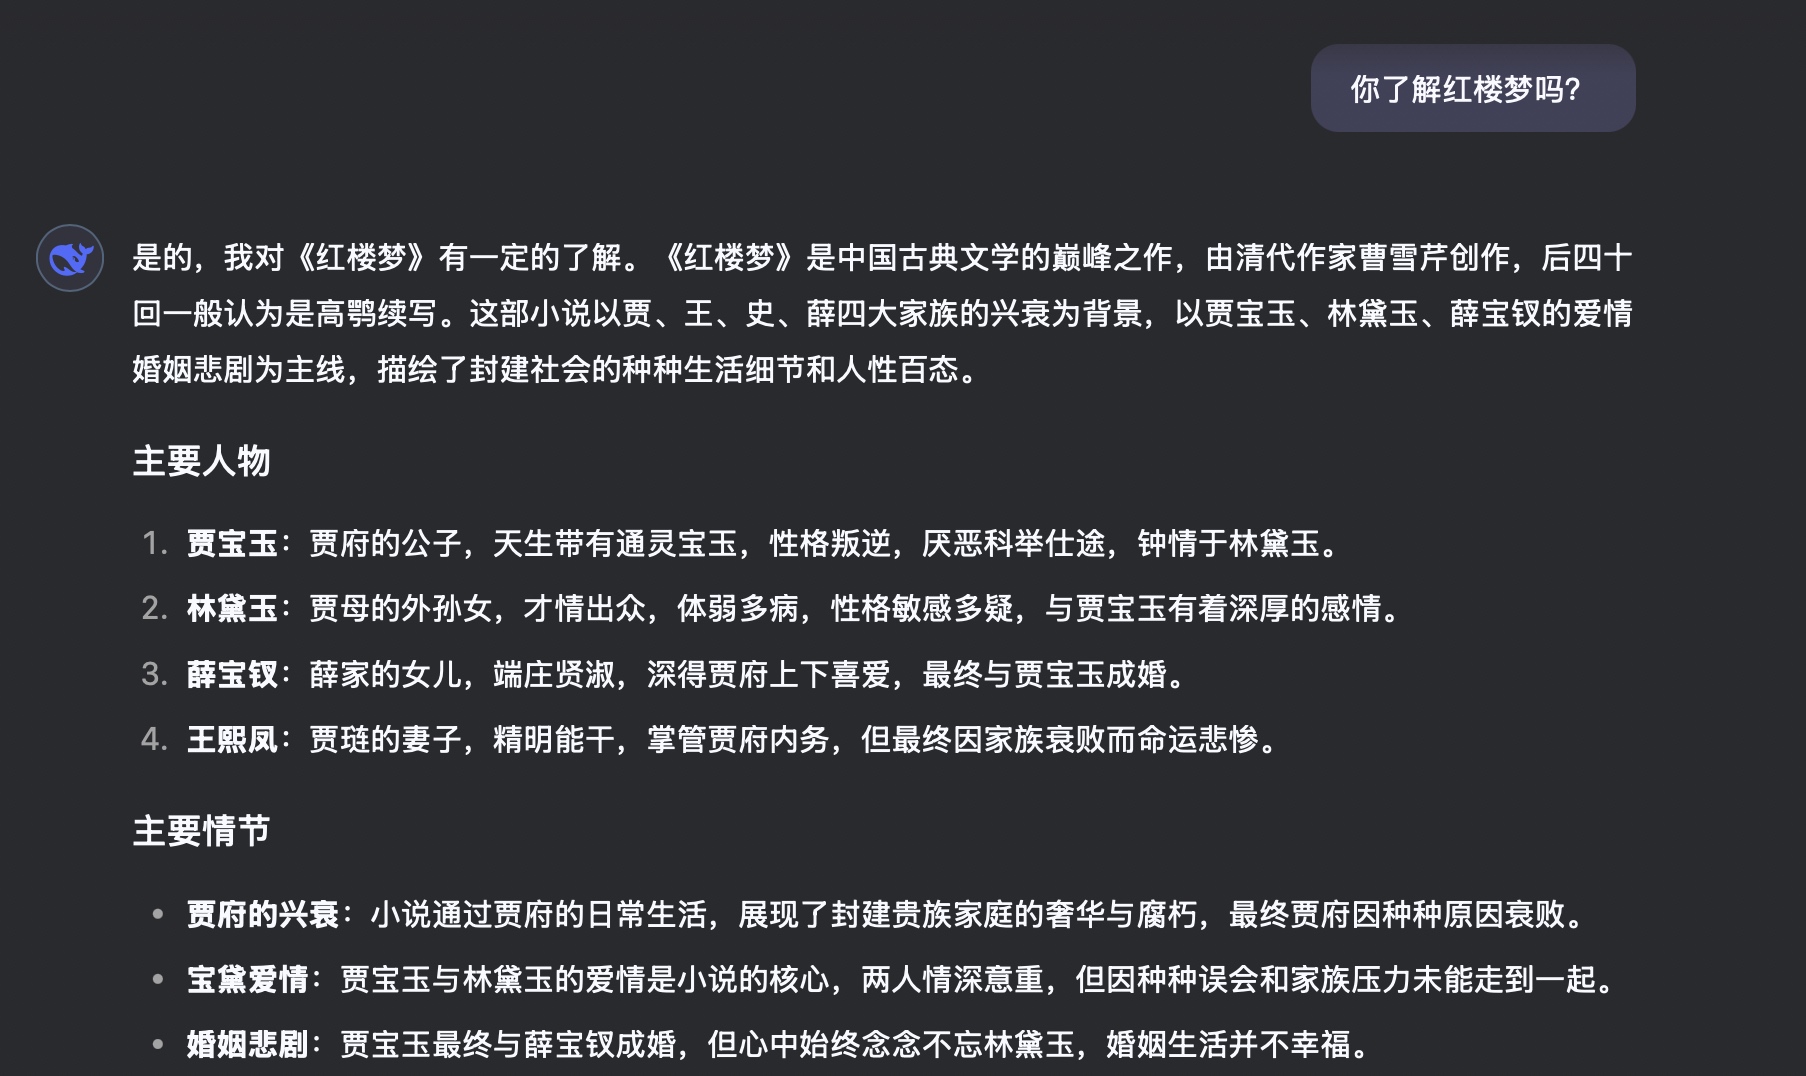 你了解红楼梦吗?
是的，我对《红楼梦》有一定的了解。《红楼梦》是中国古典文学的巅峰之作，由清代作家曹雪芹创作，后四十
回一般认为是高鹗续写。这部小说以贾、王、史、薛四大家族的兴衰为背景，以贾宝玉、林黛玉、薛宝钗的爱情
婚姻悲剧为主线，描绘了封建社会的种种生活细节和人性百态。
主要人物
1. 贾宝玉：贾府的公子，天生带有通灵宝玉，性格叛逆，厌恶科举仕途，钟情于林黛玉。
2. 林黛玉：贾母的外孙女，才情出众，体弱多病，性格敏感多疑，与贾宝玉有着深厚的感情。
3. 薛宝钗：薛家的女儿，端庄贤淑，深得贾府上下喜爱，最终与贾宝玉成婚。
4. 王熙凤：贾琏的妻子，精明能干，掌管贾府内务，但最终因家族衰败而命运悲惨。
主要情节
• 贾府的兴衰：小说通过贾府的日常生活，展现了封建贵族家庭的奢华与腐朽，最终贾府因种种原因衰败。
• 宝黛爱情：贾宝玉与林黛玉的爱情是小说的核心，两人情深意重，但因种种误会和家族压力未能走到一起。
• 婚姻悲剧：贾宝玉最终与薛宝钗成婚，但心中始终念念不忘林黛玉，婚姻生活并不幸福。